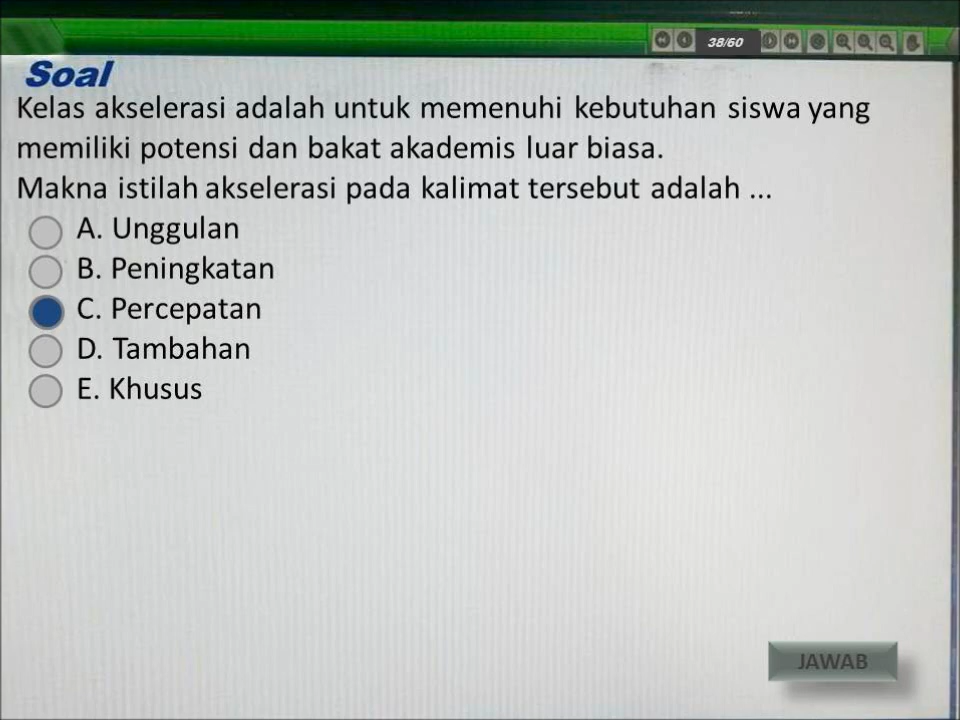 38/60
Soal
Kelas akselerasi adalah untuk memenuhi kebutuhan siswa yang
memiliki potensi dan bakat akademis luar biasa.
Makna istilah akselerasi pada kalimat tersebut adalah ...
A. Unggulan
B. Peningkatan
C. Percepatan
D. Tambahan
E. Khusus
JAWAB